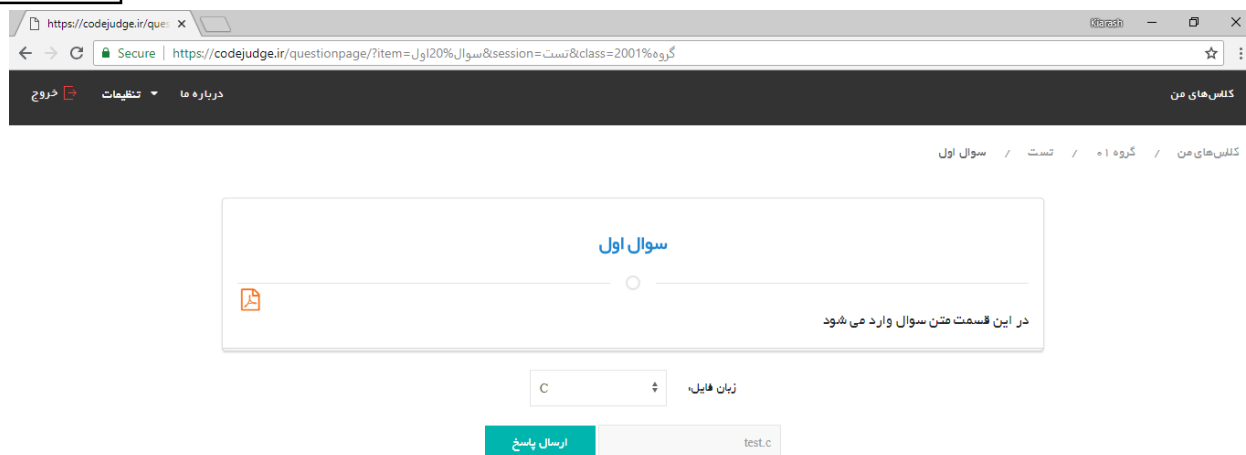 https://codejudge.ir/ques
Kiarash
Secure | https://codejudge.ir/questionpage/?item=سوال%20اول&session=تست&class=گروه%2001
کلاس‌های من
درباره ما
تنظیمات
خروج
کلاس‌های من / گروه ۰۱ / تست / سوال اول
سوال اول
در این قسمت متن سوال وارد می شود
زبان فایل:
C
test.c
ارسال پاسخ